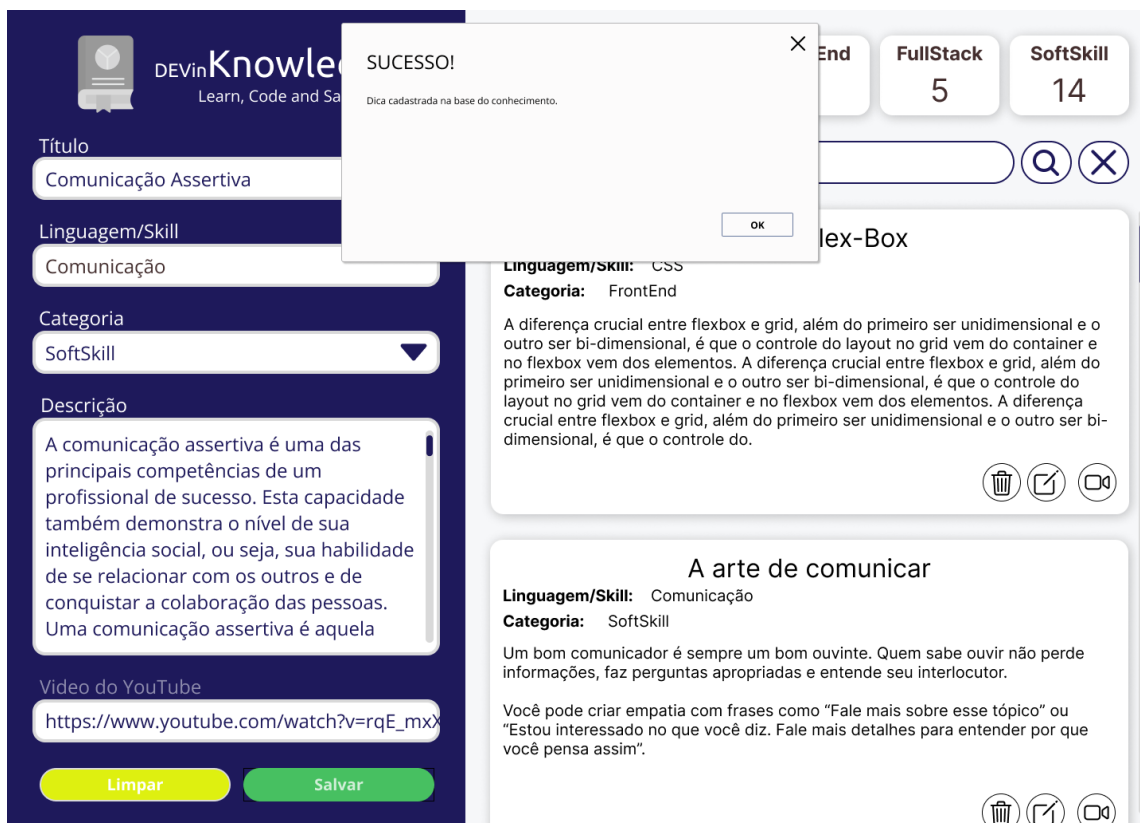 DEVinKnowle
Learn, Code and Sa
Título
Comunicação Assertiva
Linguagem/Skill
Comunicação
Categoria
SoftSkill
Descrição
A comunicação assertiva é uma das
principais competências de um
profissional de sucesso. Esta capacidade
também demonstra o nível de sua
inteligência social, ou seja, sua habilidade
de se relacionar com os outros e de
conquistar a colaboração das pessoas.
Uma comunicação assertiva é aquela
Video do YouTube
https://www.youtube.com/watch?v=rqE_mxX
Limpar
Salvar
SUCESSO!
Dica cadastrada na base do conhecimento.
OK
End
FullStack
5
SoftSkill
14
lex-Box
Linguagem/Skill: CSS
Categoria: FrontEnd
A diferença crucial entre flexbox e grid, além do primeiro ser unidimensional e o
outro ser bi-dimensional, é que o controle do layout no grid vem do container e
no flexbox vem dos elementos. A diferença crucial entre flexbox e grid, além do
primeiro ser unidimensional e o outro ser bi-dimensional, é que o controle do
layout no grid vem do container e no flexbox vem dos elementos. A diferença
crucial entre flexbox e grid, além do primeiro ser unidimensional e o outro ser bi-
dimensional, é que o controle do.
A arte de comunicar
Linguagem/Skill: Comunicação
Categoria: SoftSkill
Um bom comunicador é sempre um bom ouvinte. Quem sabe ouvir não perde
informações, faz perguntas apropriadas e entende seu interlocutor.
Você pode criar empatia com frases como “Fale mais sobre esse tópico” ou
“Estou interessado no que você diz. Fale mais detalhes para entender por que
você pensa assim”.